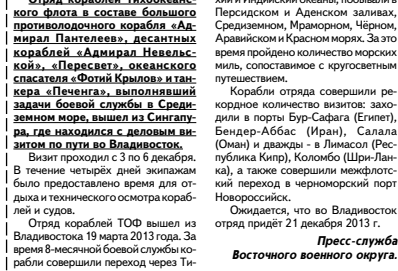 Отряд кораблей Тихоокеанс-
кого флота в составе большого
противолодочного корабля «Ад-
мирал Пантелеев», десантных
кораблей «Адмирал Невельс-
кой», «Пересвет», океанского
спасателя «Фотий Крылов» и тан-
кера «Печенга», выполнявший
задачи боевой службы в Среди-
земном море, вышел из Сингапу-
ра, где находился с деловым ви-
зитом по пути во Владивосток.
Визит проходил с 3 по 6 декабря.
В течение четырёх дней экипажам
было предоставлено время для от-
дыха и технического осмотра кораб-
лей и судов.
Отряд кораблей ТОФ вышел из
Владивостока 19 марта 2013 года. За
время 8-месячной боевой службы ко-
рабли совершили переход через Ти-
хий и Индийский океаны, побывали в
Персидском и Аденском заливах,
Средиземном, Мраморном, Чёрном,
Аравийском и Красном морях. За это
время пройдено количество морских
миль, сопоставимое с кругосветным
путешествием.
Корабли отряда совершили ре-
кордное количество визитов: захо-
дили в порты Бур-Сафага (Египет),
Бендер-Аббас (Иран), Салала
(Оман) и дважды - в Лимасол (Рес-
публика Кипр), Коломбо (Шри-Лан-
ка), а также совершили межфлотс-
кий переход в черноморский порт
Новороссийск.
Ожидается, что во Владивосток
отряд придёт 21 декабря 2013 г.
Пресс-служба
Восточного военного округа.